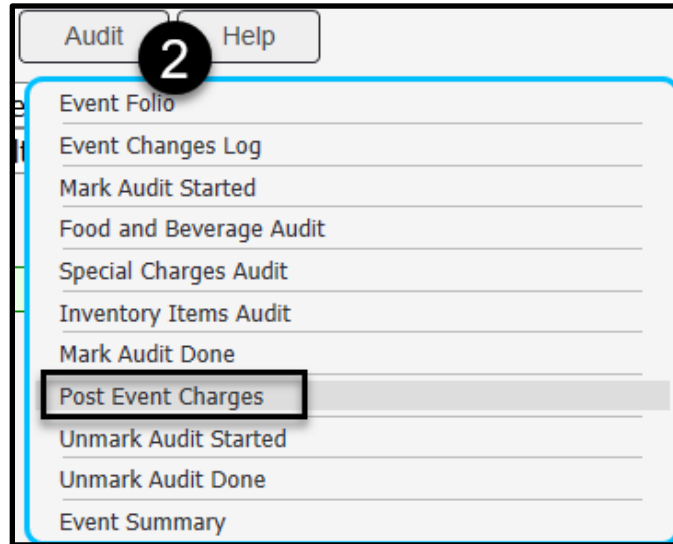 Audit Help
2
Event Folio
Event Changes Log
Mark Audit Started
Food and Beverage Audit
Special Charges Audit
Inventory Items Audit
Mark Audit Done
Post Event Charges
Unmark Audit Started
Unmark Audit Done
Event Summary